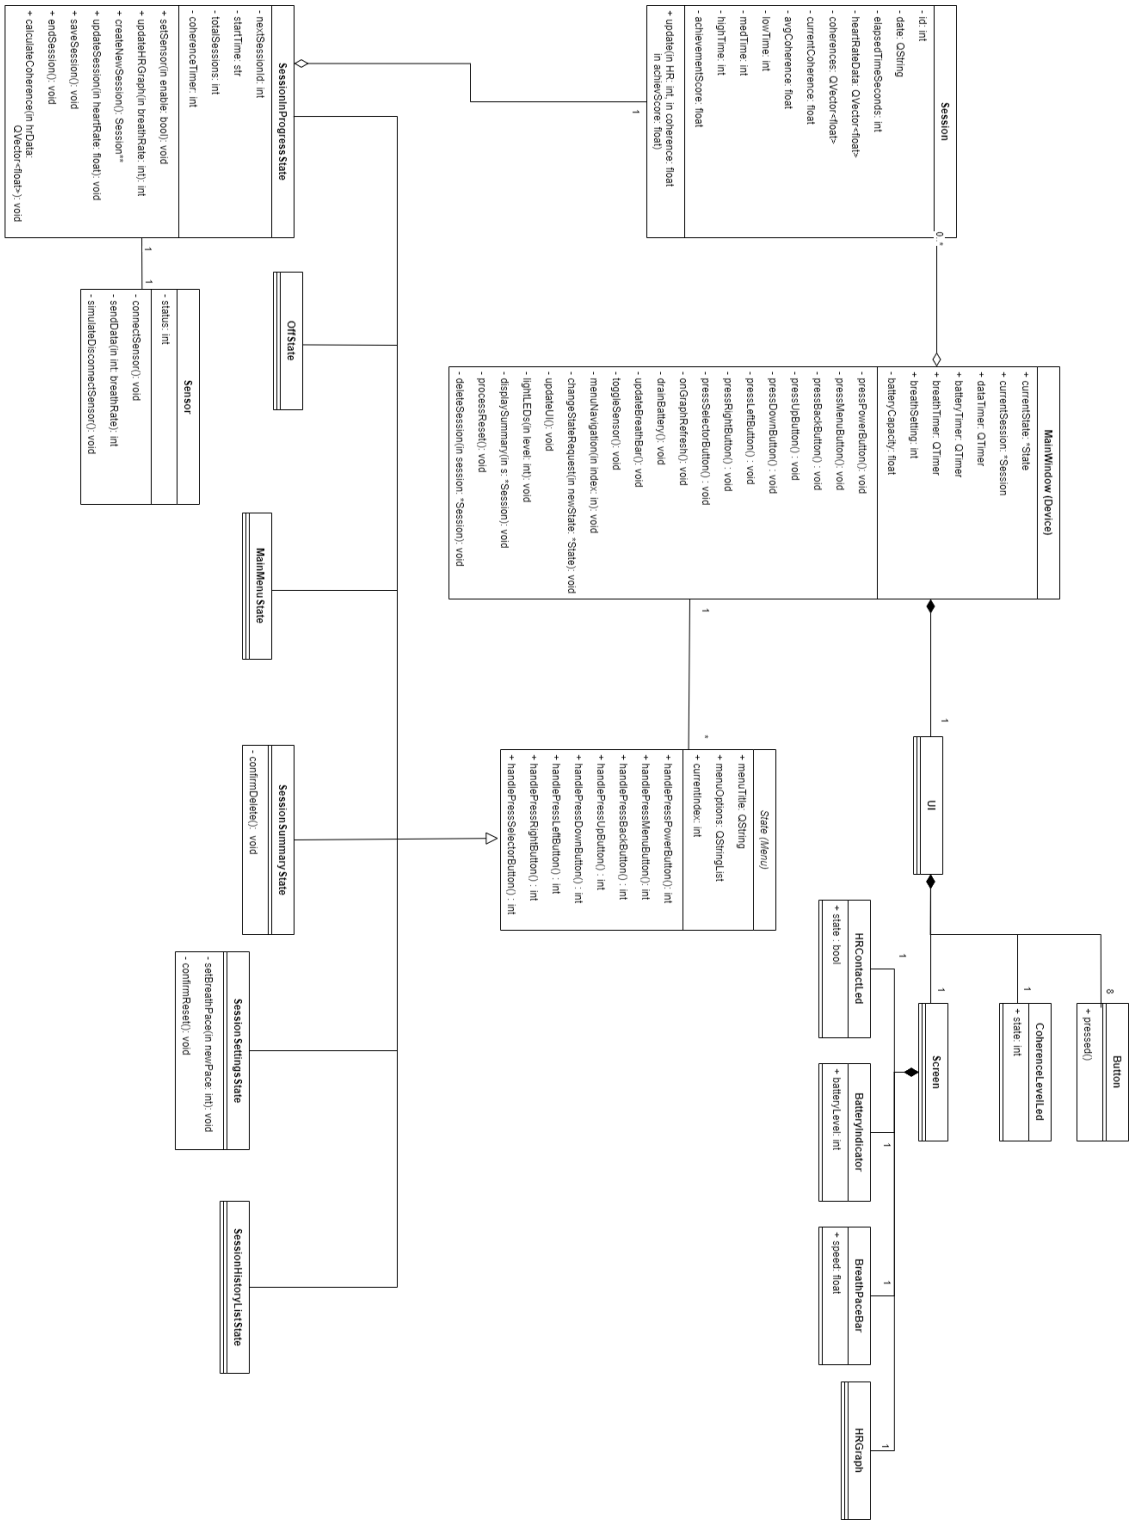 Session
- id: int
- date: QString
- elapsedTimeSeconds: int
- heartRateData: QVector<float>
- coherences: QVector<float>
- currentCoherence: float
- avgCoherence: float
- lowTime: int
- medTime: int
- highTime: int
- achievementScore: float
+ update(in HR: int, in coherence: float
in achievScore: float)
0..*
1
MainWindow (Device)
+ currentState: *State
+ currentSession: *Session
+ dataTimer: QTimer
+ batteryTimer: QTimer
+ breathTimer: QTimer
+ breathSetting: int
- batteryCapacity: float
- pressPowerButton(): void
- pressMenuButton(): void
- pressBackButton() : void
- pressUpButton() : void
- pressDownButton() : void
- pressLeftButton() : void
- pressRightButton() : void
- pressSelectorButton() : void
- onGraphRefresh(): void
- drainBattery(): void
- updateBreathBar(): void
- toggleSensor(): void
- menuNavigation(in index: in): void
- changeStateRequest(in newState: *State): void
- updateUI(): void
- lightLEDs(in level: int): void
- displaySummary(in s: *Session): void
- processReset(): void
- deleteSession(in session: *Session): void
1
1
*
UI
Button
+ pressed()
8
CoherenceLevelLed
+ state: int
1
Screen
1
HRContactLed
+ state : bool
1
BatteryIndicator
+ batteryLevel: int
1
BreathPaceBar
+ speed: float
1
HRGraph
1
State (Menu)
+ menuTitle: QString
+ menuOptions: QStringList
+ currentIndex: int
+ handlePressPowerButton(): int
+ handlePressMenuButton(): int
+ handlePressBackButton() : int
+ handlePressUpButton() : int
+ handlePressDownButton() : int
+ handlePressLeftButton() : int
+ handlePressRightButton() : int
+ handlePressSelectorButton() : int
SessionInProgressState
- nextSessionId: int
- startTime: str
- totalSessions: int
- coherenceTimer: int
+ setSensor(in enable: bool): void
+ updateHRGraph(in breathRate: int): int
+ createNewSession(): Session**
+ updateSession(in heartRate: float): void
+ saveSession(): void
+ endSession(): void
+ calculateCoherence(in hrData:
QVector<float>): void
1
1
Sensor
- status: int
- connectSensor(): void
- sendData(in int: breathRate): int
- simulateDisconnectSensor(): void
OffState
MainMenuState
SessionSummaryState
- confirmDelete(): void
SessionSettingsState
- setBreathPace(in newPace: int): void
- confirmReset(): void
SessionHistoryListState